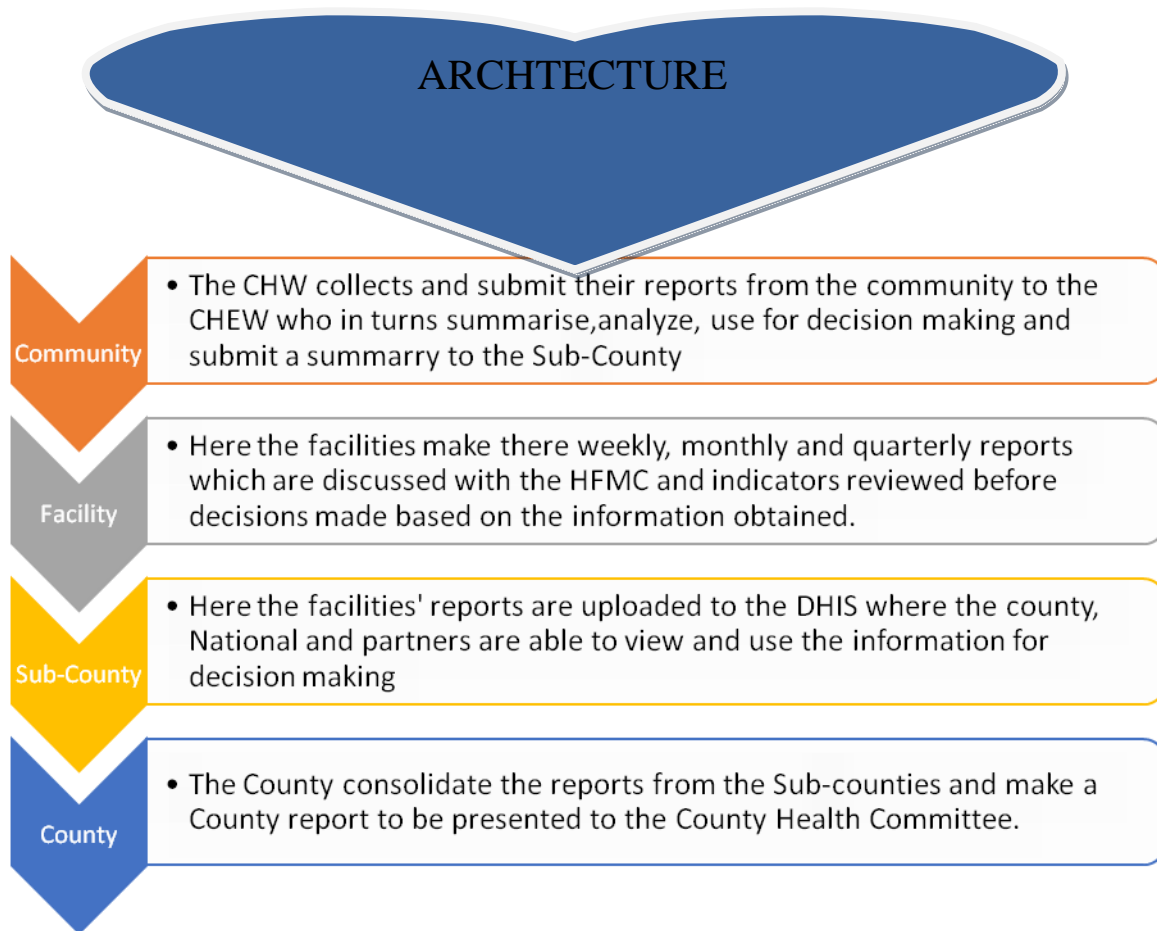 ARCHTECTURE
Community
• The CHW collects and submit their reports from the community to the
CHEW who in turns summarise,analyze, use for decision making and
submit a summarry to the Sub-County
Facility
• Here the facilities make there weekly, monthly and quarterly reports
which are discussed with the HFMC and indicators reviewed before
decisions made based on the information obtained.
Sub-County
• Here the facilities' reports are uploaded to the DHIS where the county,
National and partners are able to view and use the information for
decision making
County
• The County consolidate the reports from the Sub-counties and make a
County report to be presented to the County Health Committee.